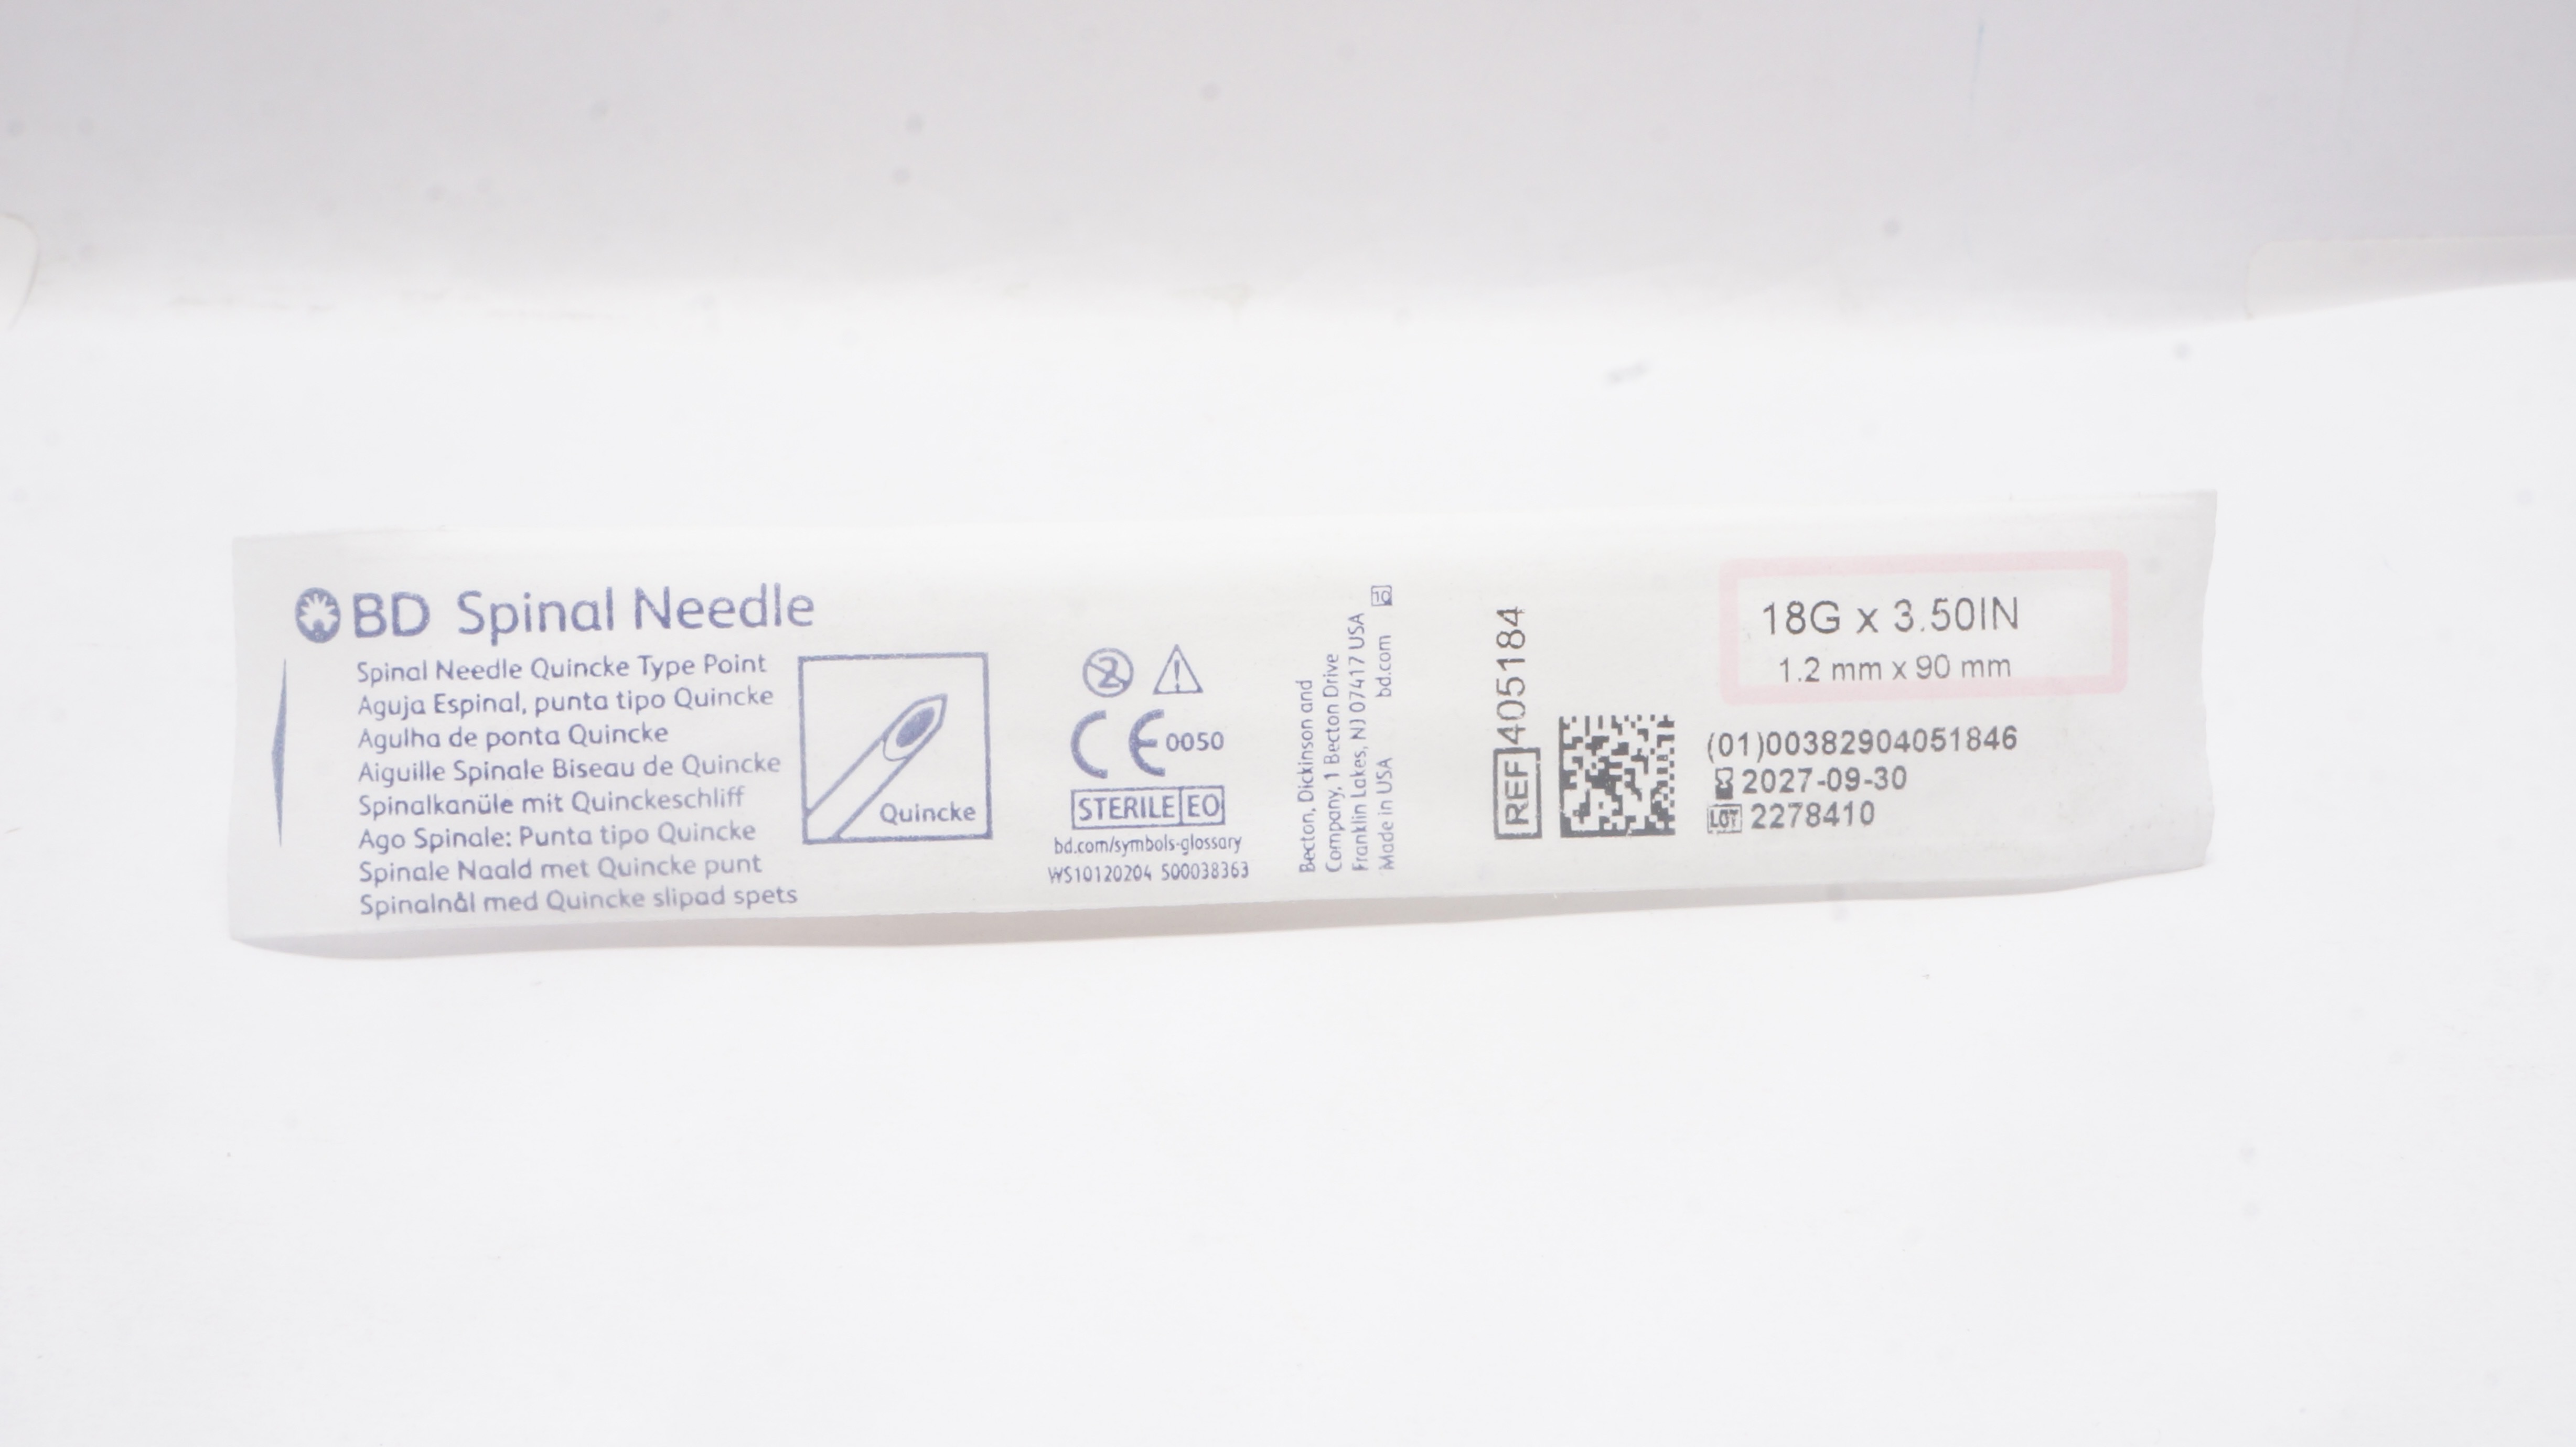 BD Spinal Needle
Spinal Needle Quincke Type Point
Aguja Espinal, punta tipo Quincke
Agulha de ponta Quincke
Aiguille Spinale Biseau de Quincke
Spinalkanüle mit Quinckeschliff
Ago Spinale: Punta tipo Quincke
Spinale Naald met Quincke punt
Spinalnål med Quincke slipad spets
Quincke
2
CE 0050
STERILE EO
bd.com/symbols-glossary
WS10120204 500038363
Becton, Dickinson and
Company, 1 Becton Drive
Franklin Lakes, NJ 07417 USA
Made in USA bd.com 10
REF 405184
18G x 3.50IN
1.2 mm x 90 mm
(01)00382904051846
2027-09-30
LOT 2278410